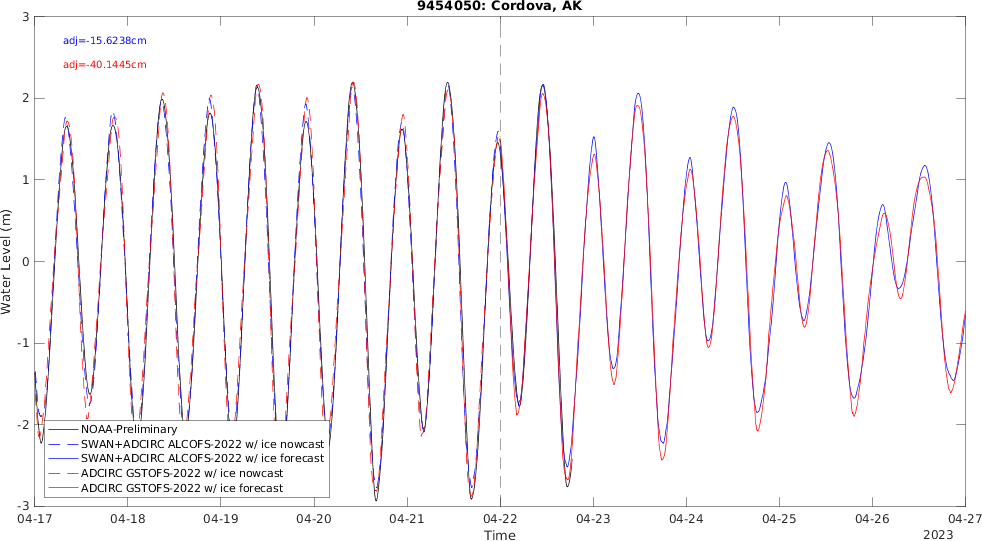 9454050: Cordova, AK
adj=-15.6238cm
adj=-40.1445cm
3
2
1
0
-1
-2
-3
Water Level (m)
NOAA-Preliminary
SWAN+ADCIRC ALCOFS-2022 w/ ice nowcast
SWAN+ADCIRC ALCOFS-2022 w/ ice forecast
ADCIRC GSTOFS-2022 w/ ice nowcast
ADCIRC GSTOFS-2022 w/ ice forecast
04-17 04-18 04-19 04-20 04-21 04-22 04-23 04-24 04-25 04-26 04-27
Time
2023